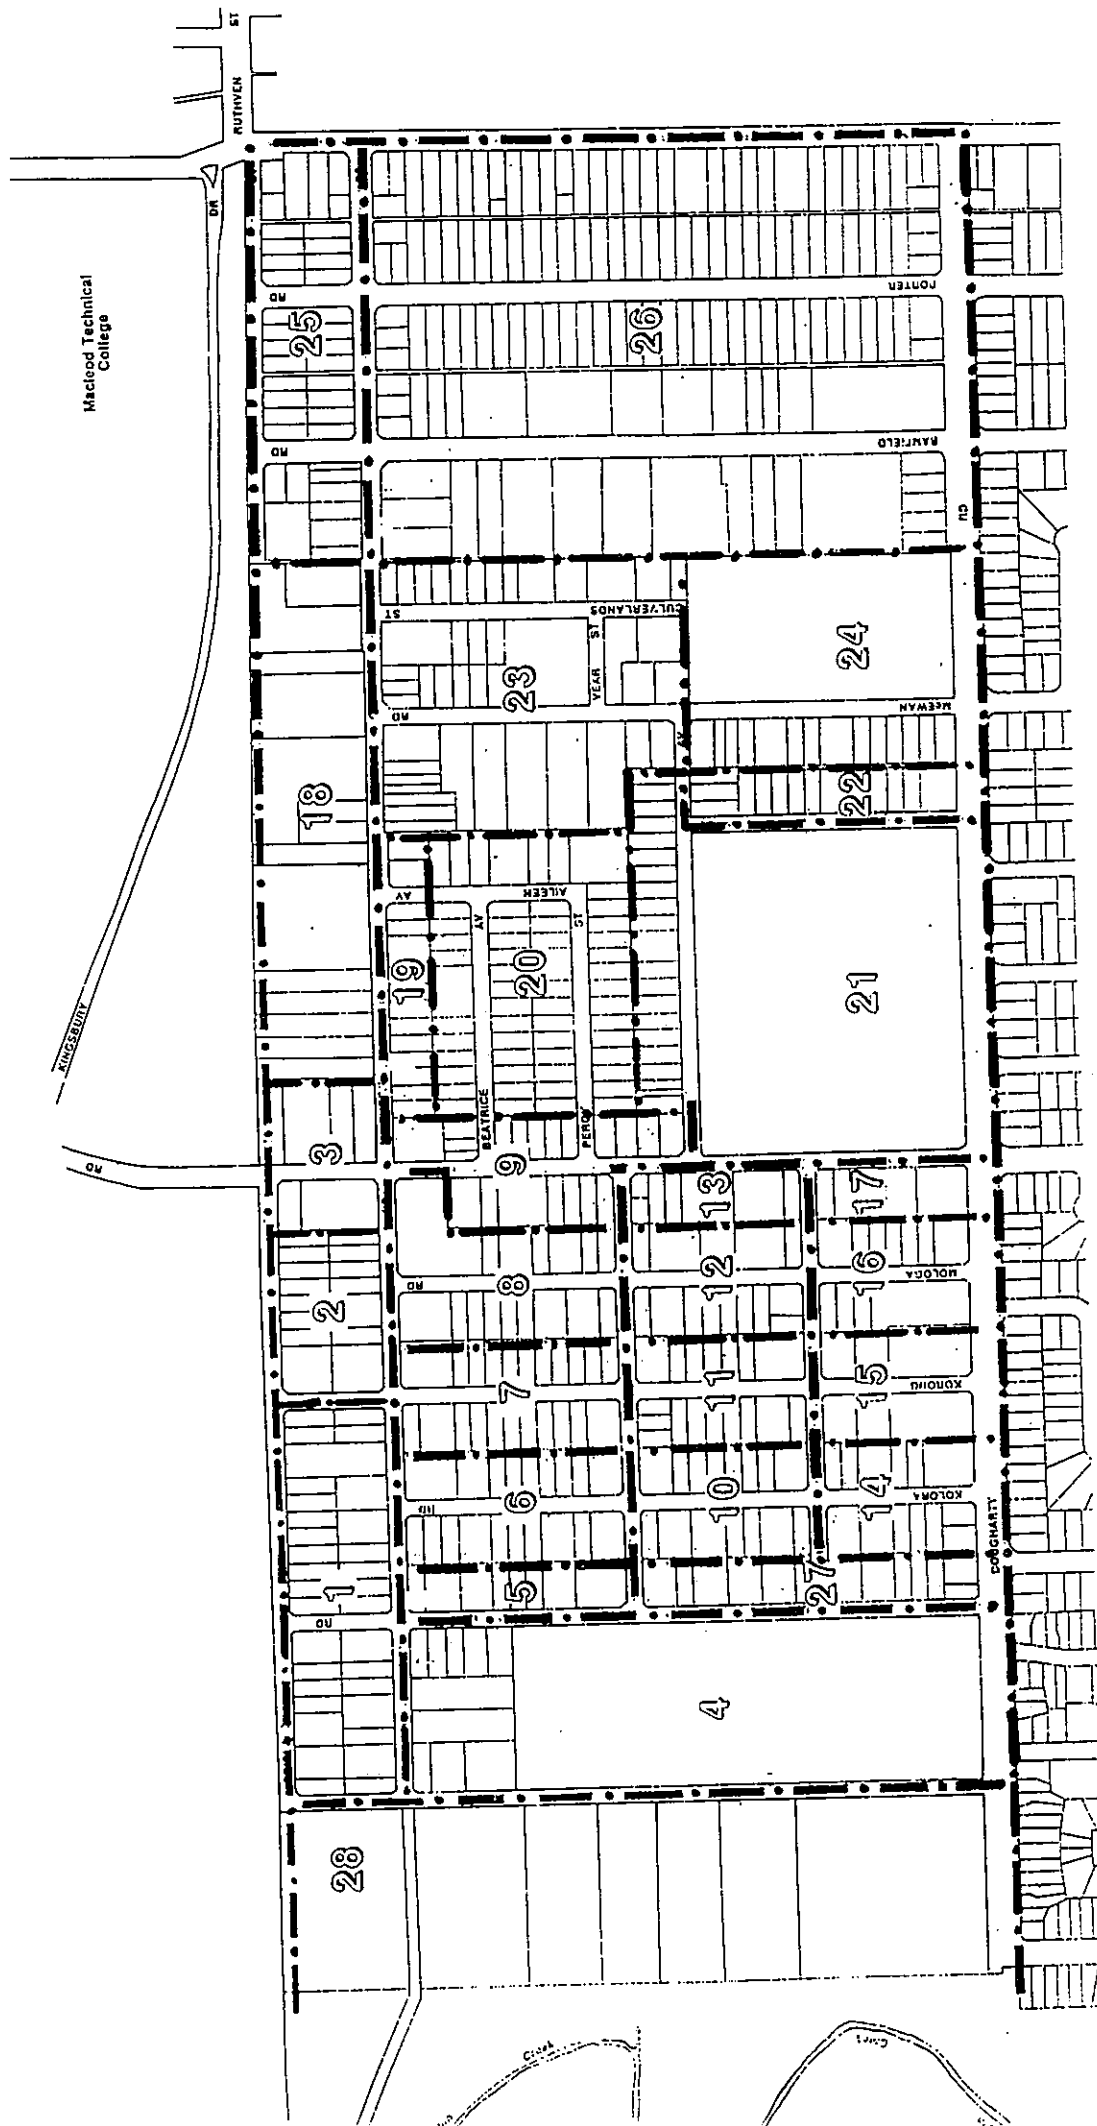 ST
RUTHVEN
DR
Macleod Technical
College
RD
25
26
PORTER
RD
BANFIELD
CU
ST
CULVERLANDS
24
23
YEAR ST
RD
McEWAN
AV
18
22
AV
AILEEN
AV
ST
19
20
21
KINGSBURY
BEATRICE
PERCY
RD
3
9
13
17
2
RD
8
12
16
MOLOGA
7
11
15
6
10
14
KOLORA
1
5
27
DOUGHARTY
RD
4
28
Creek